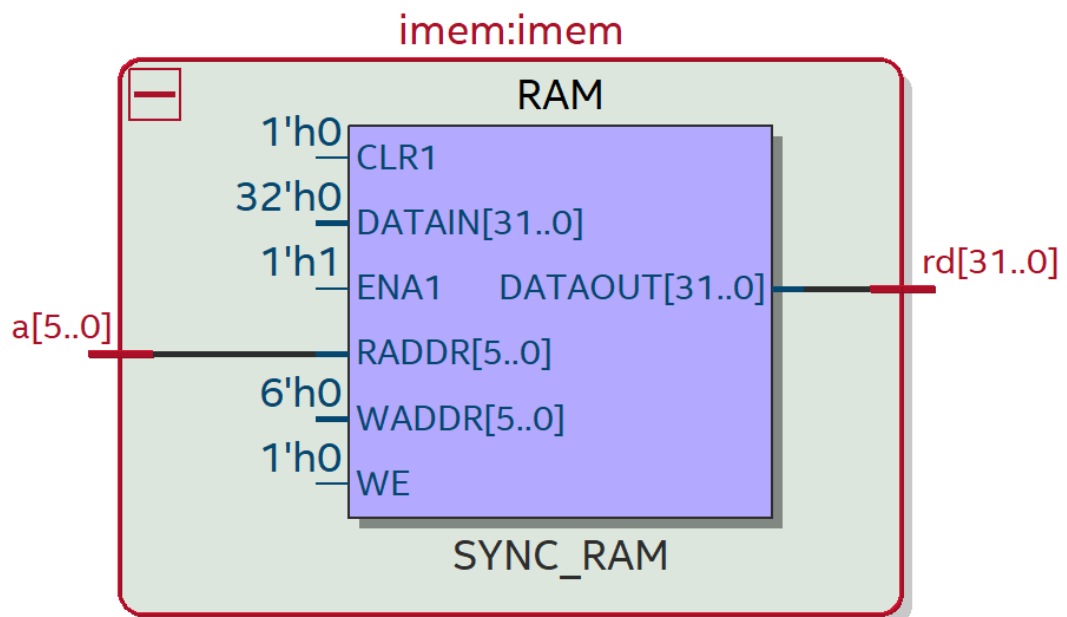 imem:imem
RAM
1'h0
CLR1
32'h0
DATAIN[31..0]
1'h1
ENA1 DATAOUT[31..0]
rd[31..0]
a[5..0]
RADDR[5..0]
6'h0
WADDR[5..0]
1'h0
WE
SYNC_RAM